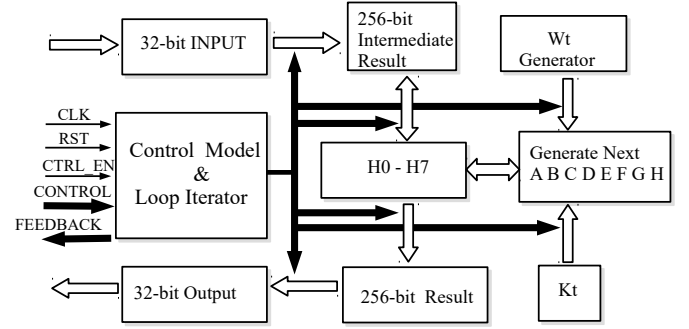 32-bit INPUT
256-bit
Intermediate
Result
Wt
Generator
CLK
RST
CTRL_EN
CONTROL
FEEDBACK
Control Model
&
Loop Iterator
H0 - H7
Generate Next
A B C D E F G H
32-bit Output
256-bit Result
Kt